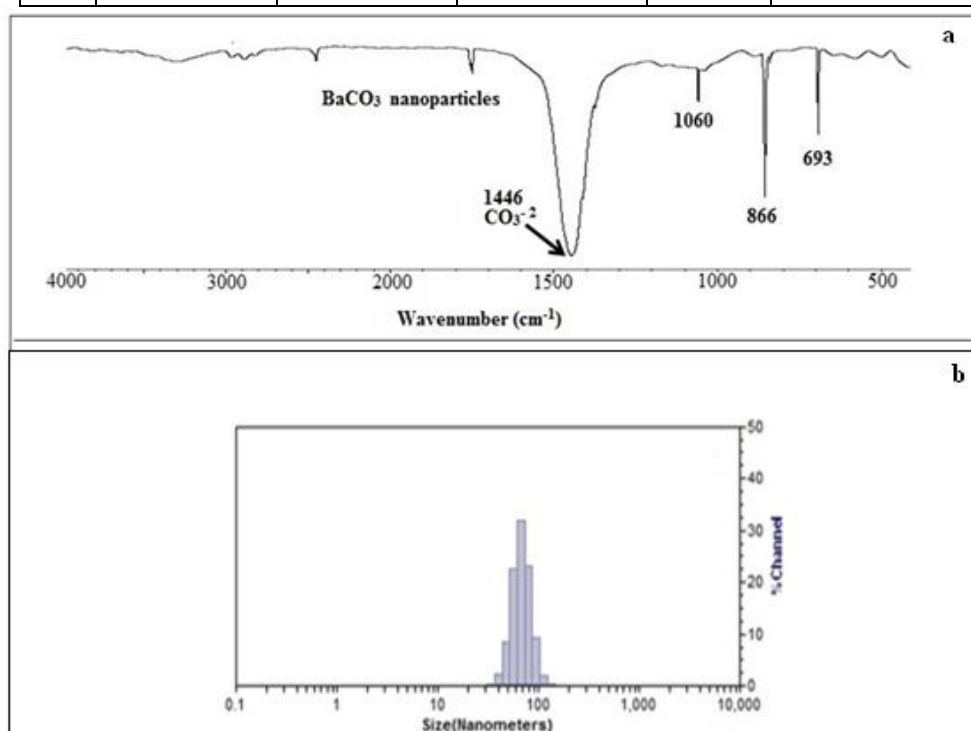 a
BaCO₃ nanoparticles
1060
693
866
1446
CO₃⁻²
4000 3000 2000 1500 1000 500
Wavenumber (cm⁻¹)
b
50
40
30
20
10
0
%Channel
0.1 1 10 100 1,000 10,000
Size(Nanometers)